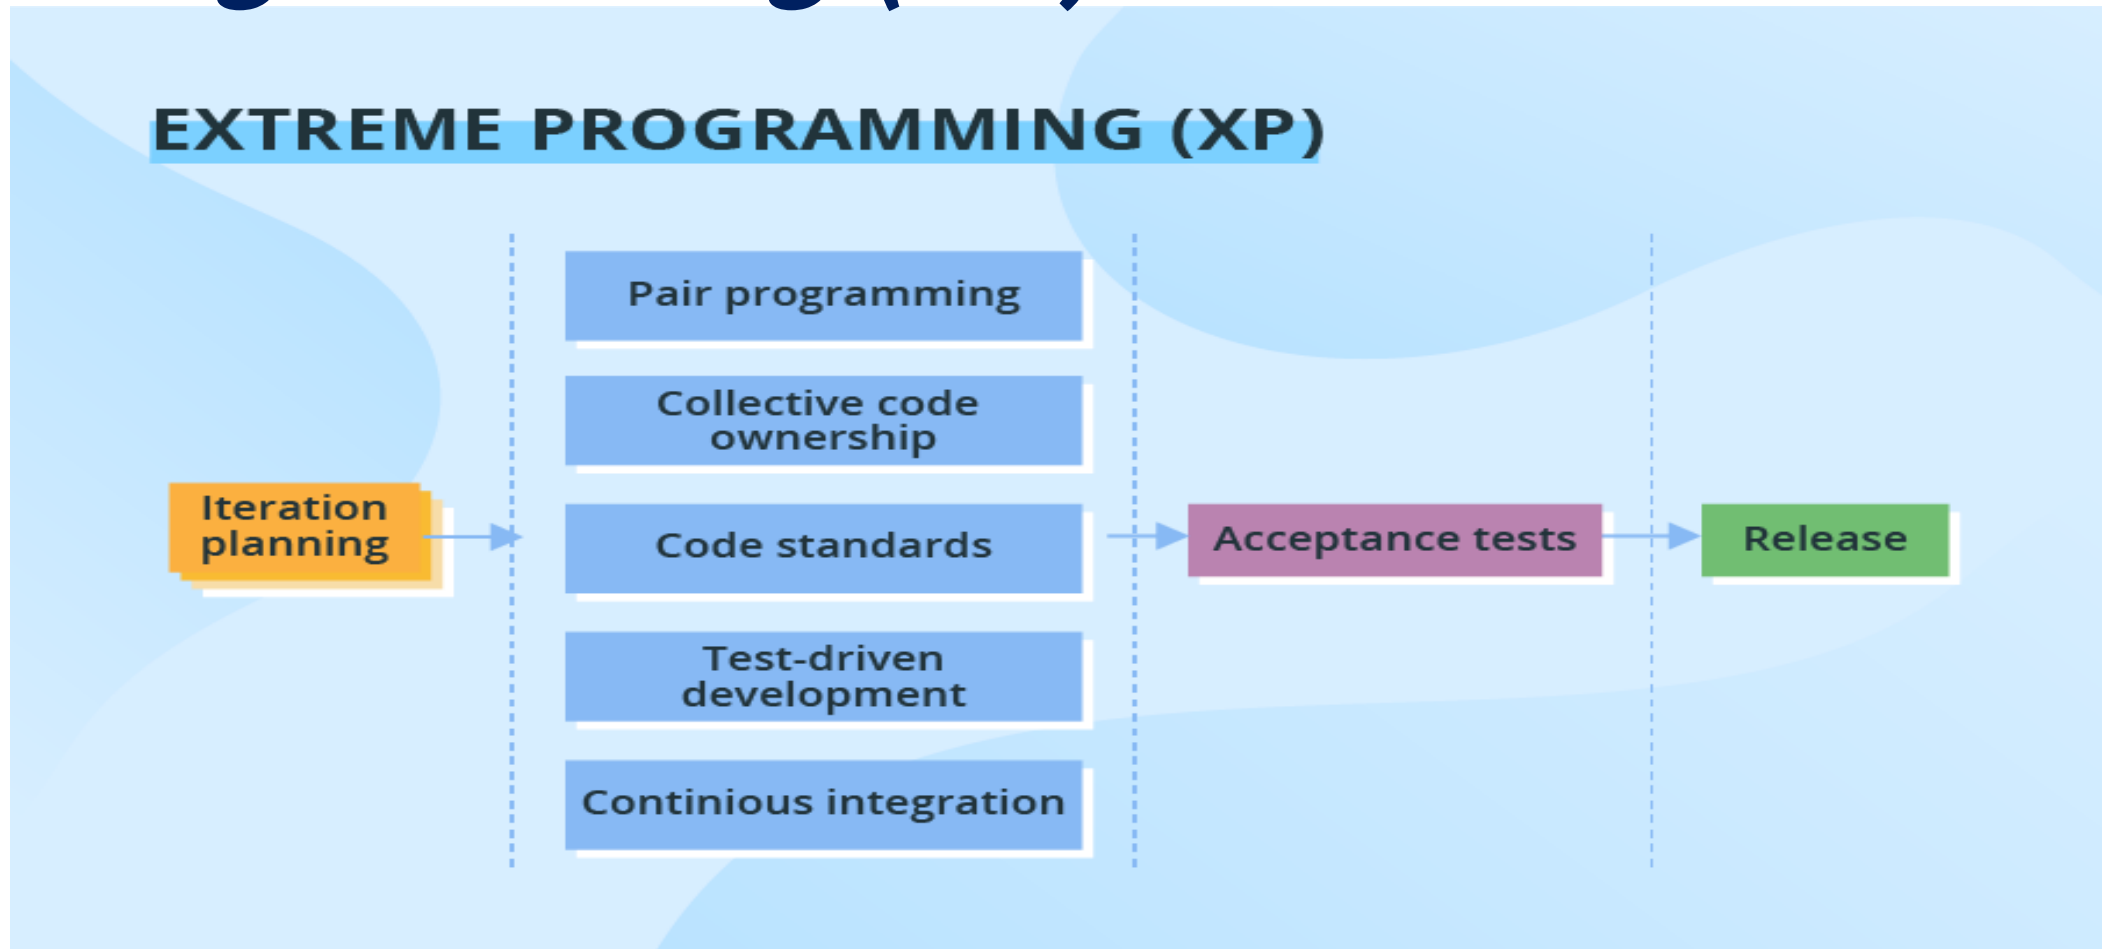 EXTREME PROGRAMMING (XP)
Iteration
planning
Pair programming
Collective code
ownership
Code standards
Test-driven
development
Continious integration
Acceptance tests
Release